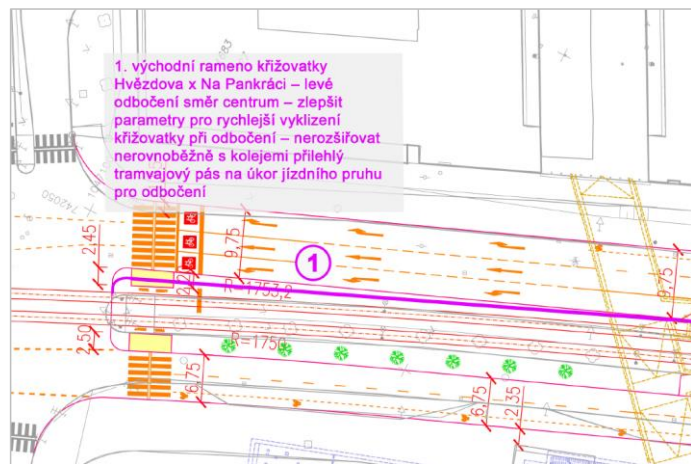 1. východní rameno křižovatky
Hvězdova x Na Pankráci – levé
odbočení směr centrum – zlepšit
parametry pro rychlejší vyklizení
křižovatky při odbočení – nerozšiřovat
nerovnoběžně s kolejemi přilehlý
tramvajový pás na úkor jízdního pruhu
pro odbočení
742050
2,45
9,75
1
9,75
R=1753,2
2,50
R=1750
6,75
6,75
2,35